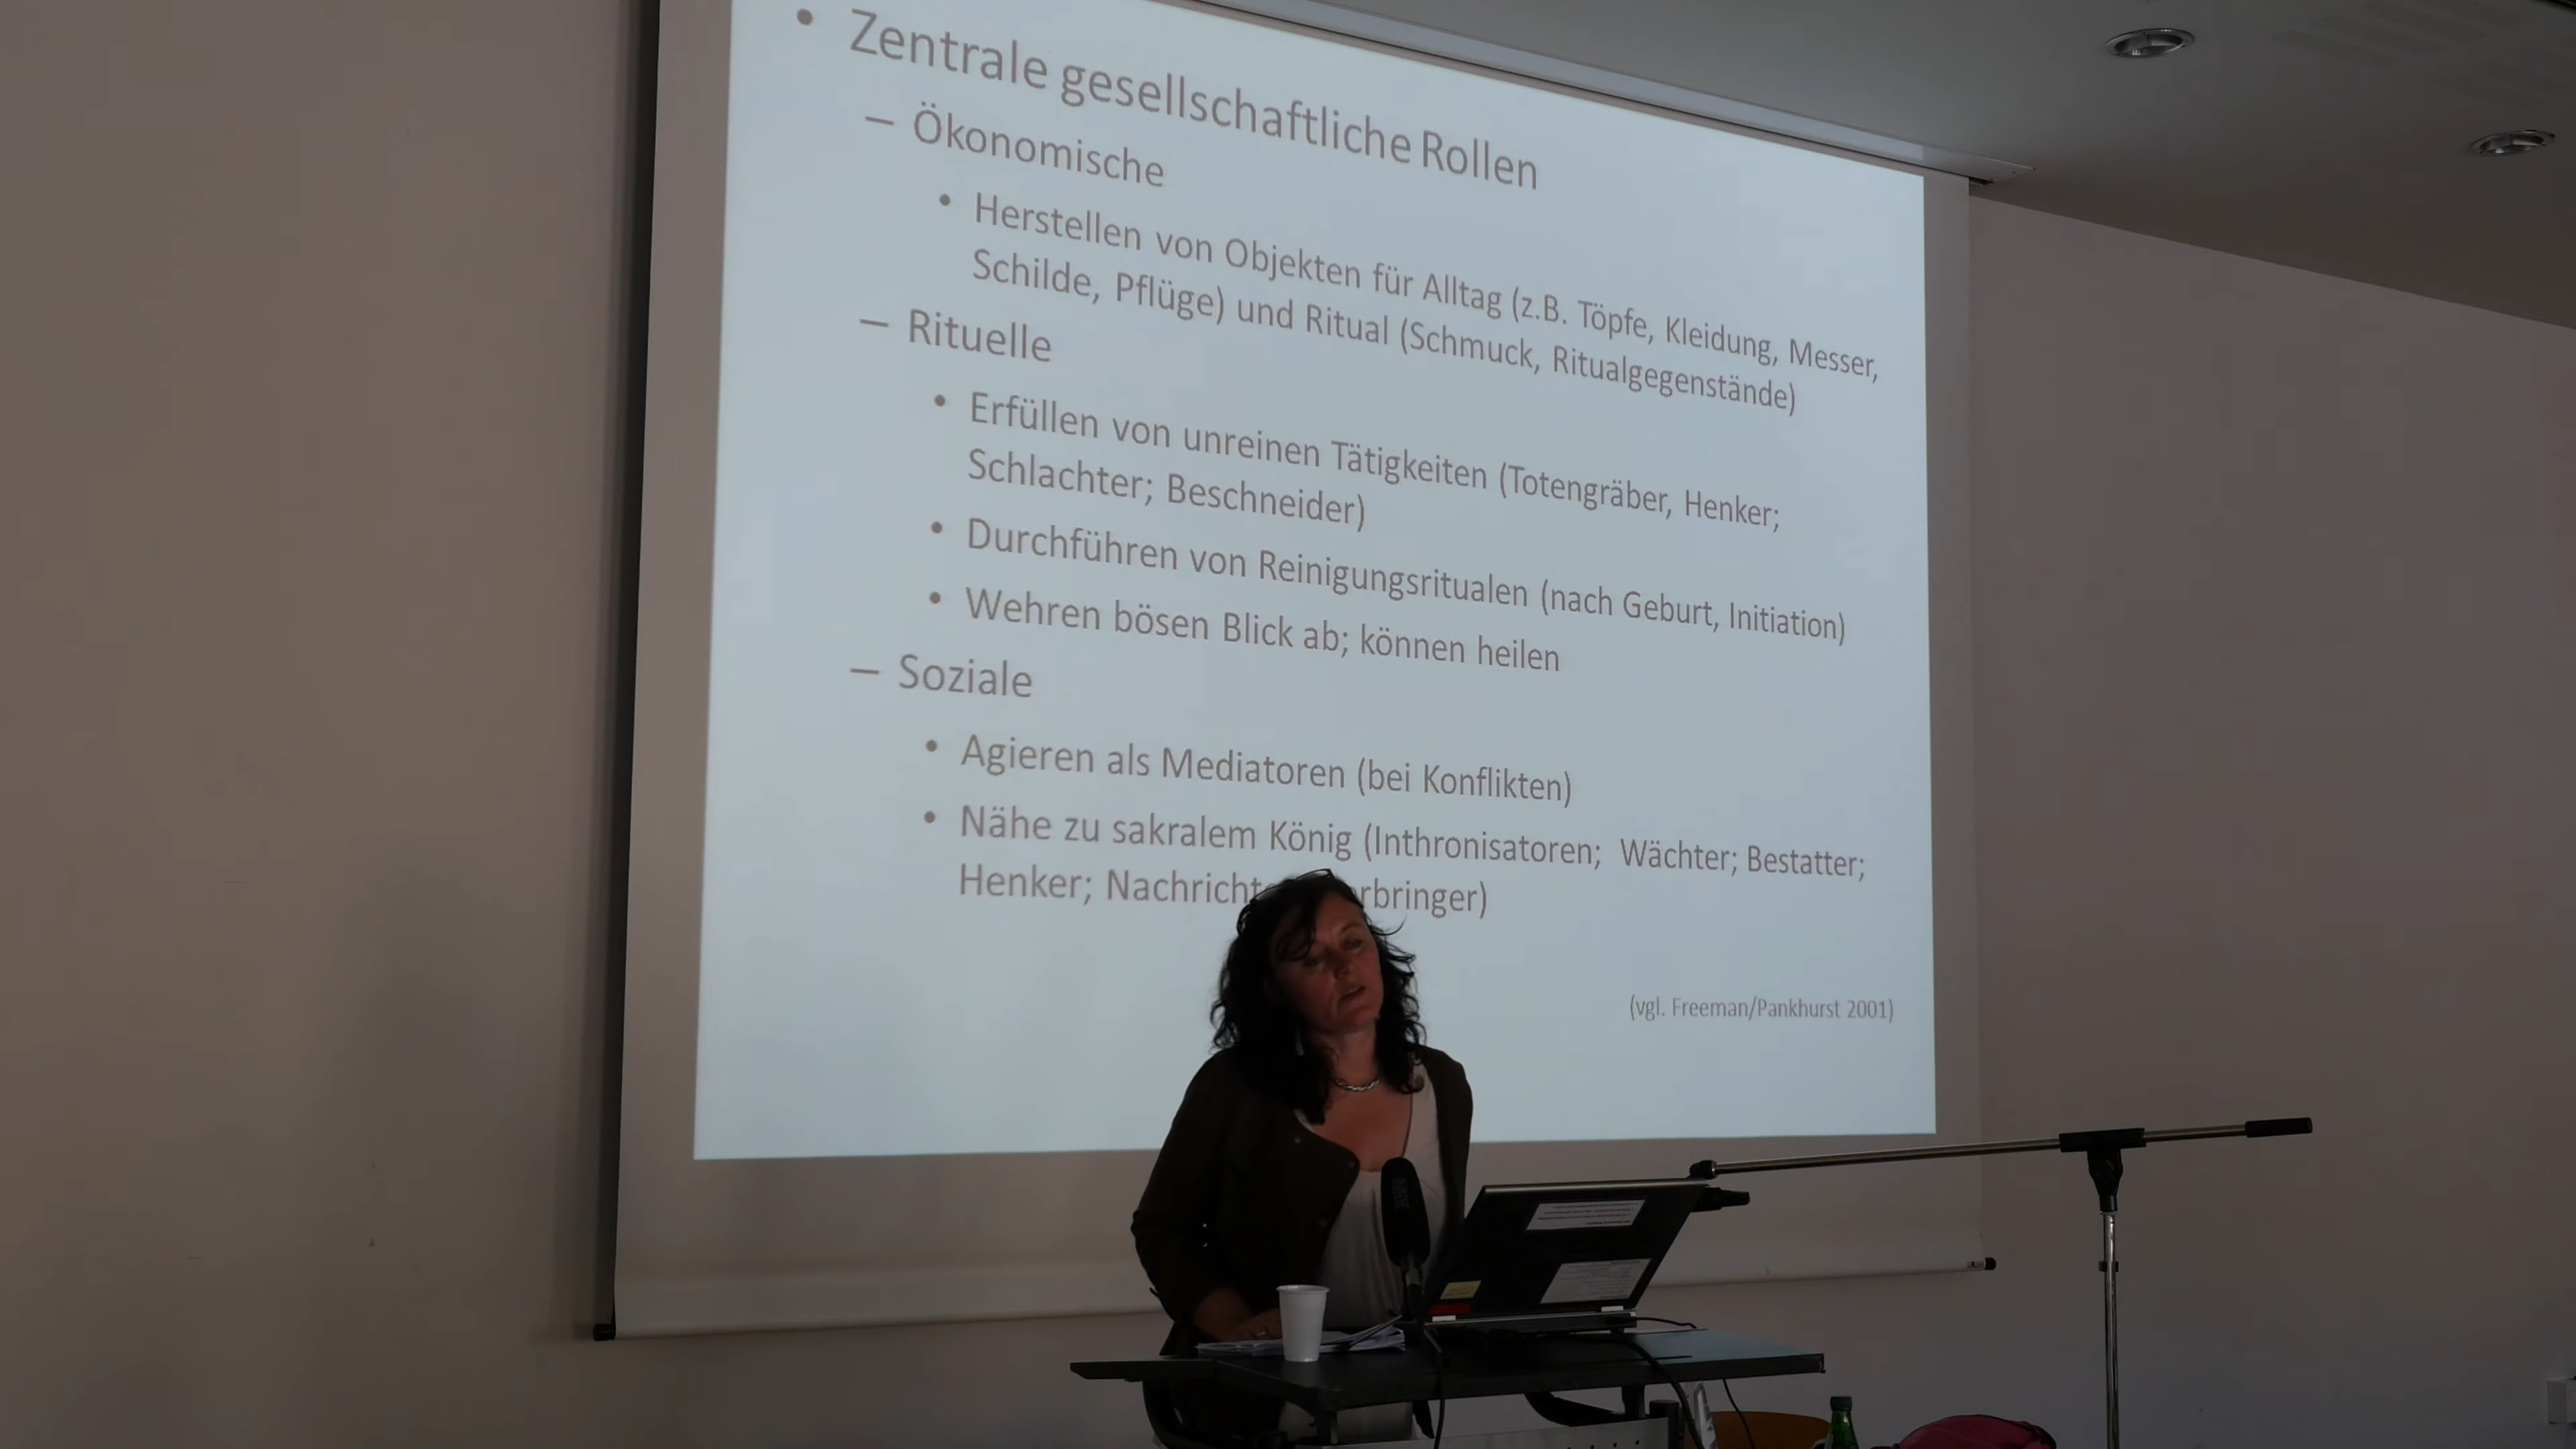 • Zentrale gesellschaftliche Rollen
– Ökonomische
• Herstellen von Objekten für Alltag (z.B. Töpfe, Kleidung, Messer,
Schilde, Pflüge) und Ritual (Schmuck, Ritualgegenstände)
– Rituelle
• Erfüllen von unreinen Tätigkeiten (Totengräber, Henker;
Schlachter; Beschneider)
• Durchführen von Reinigungsritualen (nach Geburt, Initiation)
• Wehren bösen Blick ab; können heilen
– Soziale
• Agieren als Mediatoren (bei Konflikten)
• Nähe zu sakralem König (Inthronisatoren; Wächter; Bestatter;
Henker;
(vgl. Freeman/Pankhurst 2001)